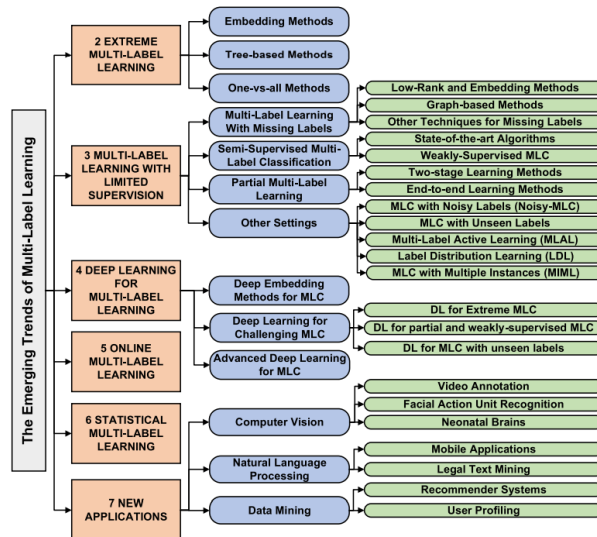 The Emerging Trends of Multi-Label Learning
2 EXTREME
MULTI-LABEL
LEARNING
Embedding Methods
Tree-based Methods
One-vs-all Methods
3 MULTI-LABEL
LEARNING WITH
LIMITED
SUPERVISION
Multi-Label Learning
With Missing Labels
Low-Rank and Embedding Methods
Graph-based Methods
Other Techniques for Missing Labels
Semi-Supervised Multi-
Label Classification
State-of-the-art Algorithms
Weakly-Supervised MLC
Partial Multi-Label
Learning
Two-stage Learning Methods
End-to-end Learning Methods
Other Settings
MLC with Noisy Labels (Noisy-MLC)
MLC with Unseen Labels
Multi-Label Active Learning (MLAL)
Label Distribution Learning (LDL)
MLC with Multiple Instances (MIML)
4 DEEP LEARNING
FOR
MULTI-LABEL
LEARNING
Deep Embedding
Methods for MLC
Deep Learning for
Challenging MLC
DL for Extreme MLC
DL for partial and weakly-supervised MLC
DL for MLC with unseen labels
Advanced Deep Learning
for MLC
5 ONLINE
MULTI-LABEL
LEARNING
6 STATISTICAL
MULTI-LABEL
LEARNING
7 NEW
APPLICATIONS
Computer Vision
Video Annotation
Facial Action Unit Recognition
Neonatal Brains
Natural Language
Processing
Mobile Applications
Legal Text Mining
Data Mining
Recommender Systems
User Profiling